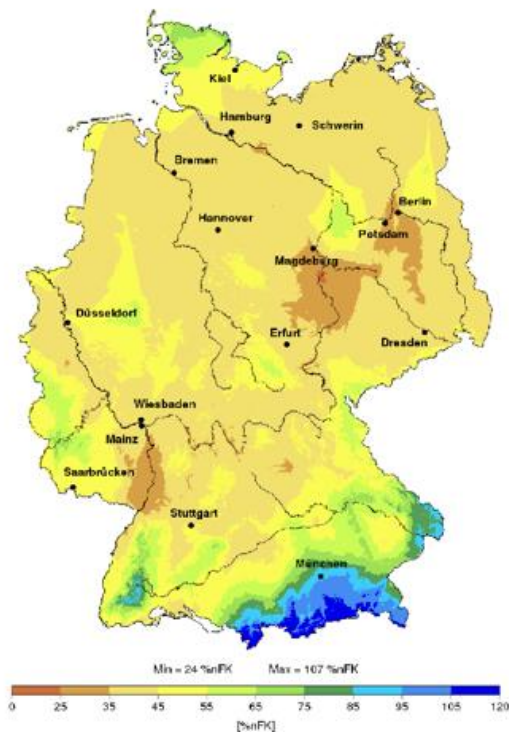 Kiel
Hamburg
Schwerin
Bremen
Berlin
Hannover
Potsdam
Magdeburg
Düsseldorf
Erfurt
Dresden
Wiesbaden
Mainz
Saarbrücken
Stuttgart
München
Min = 24 %nFK Max = 107 %nFK
0 25 35 45 55 65 75 85 95 105 120
[%nFK]